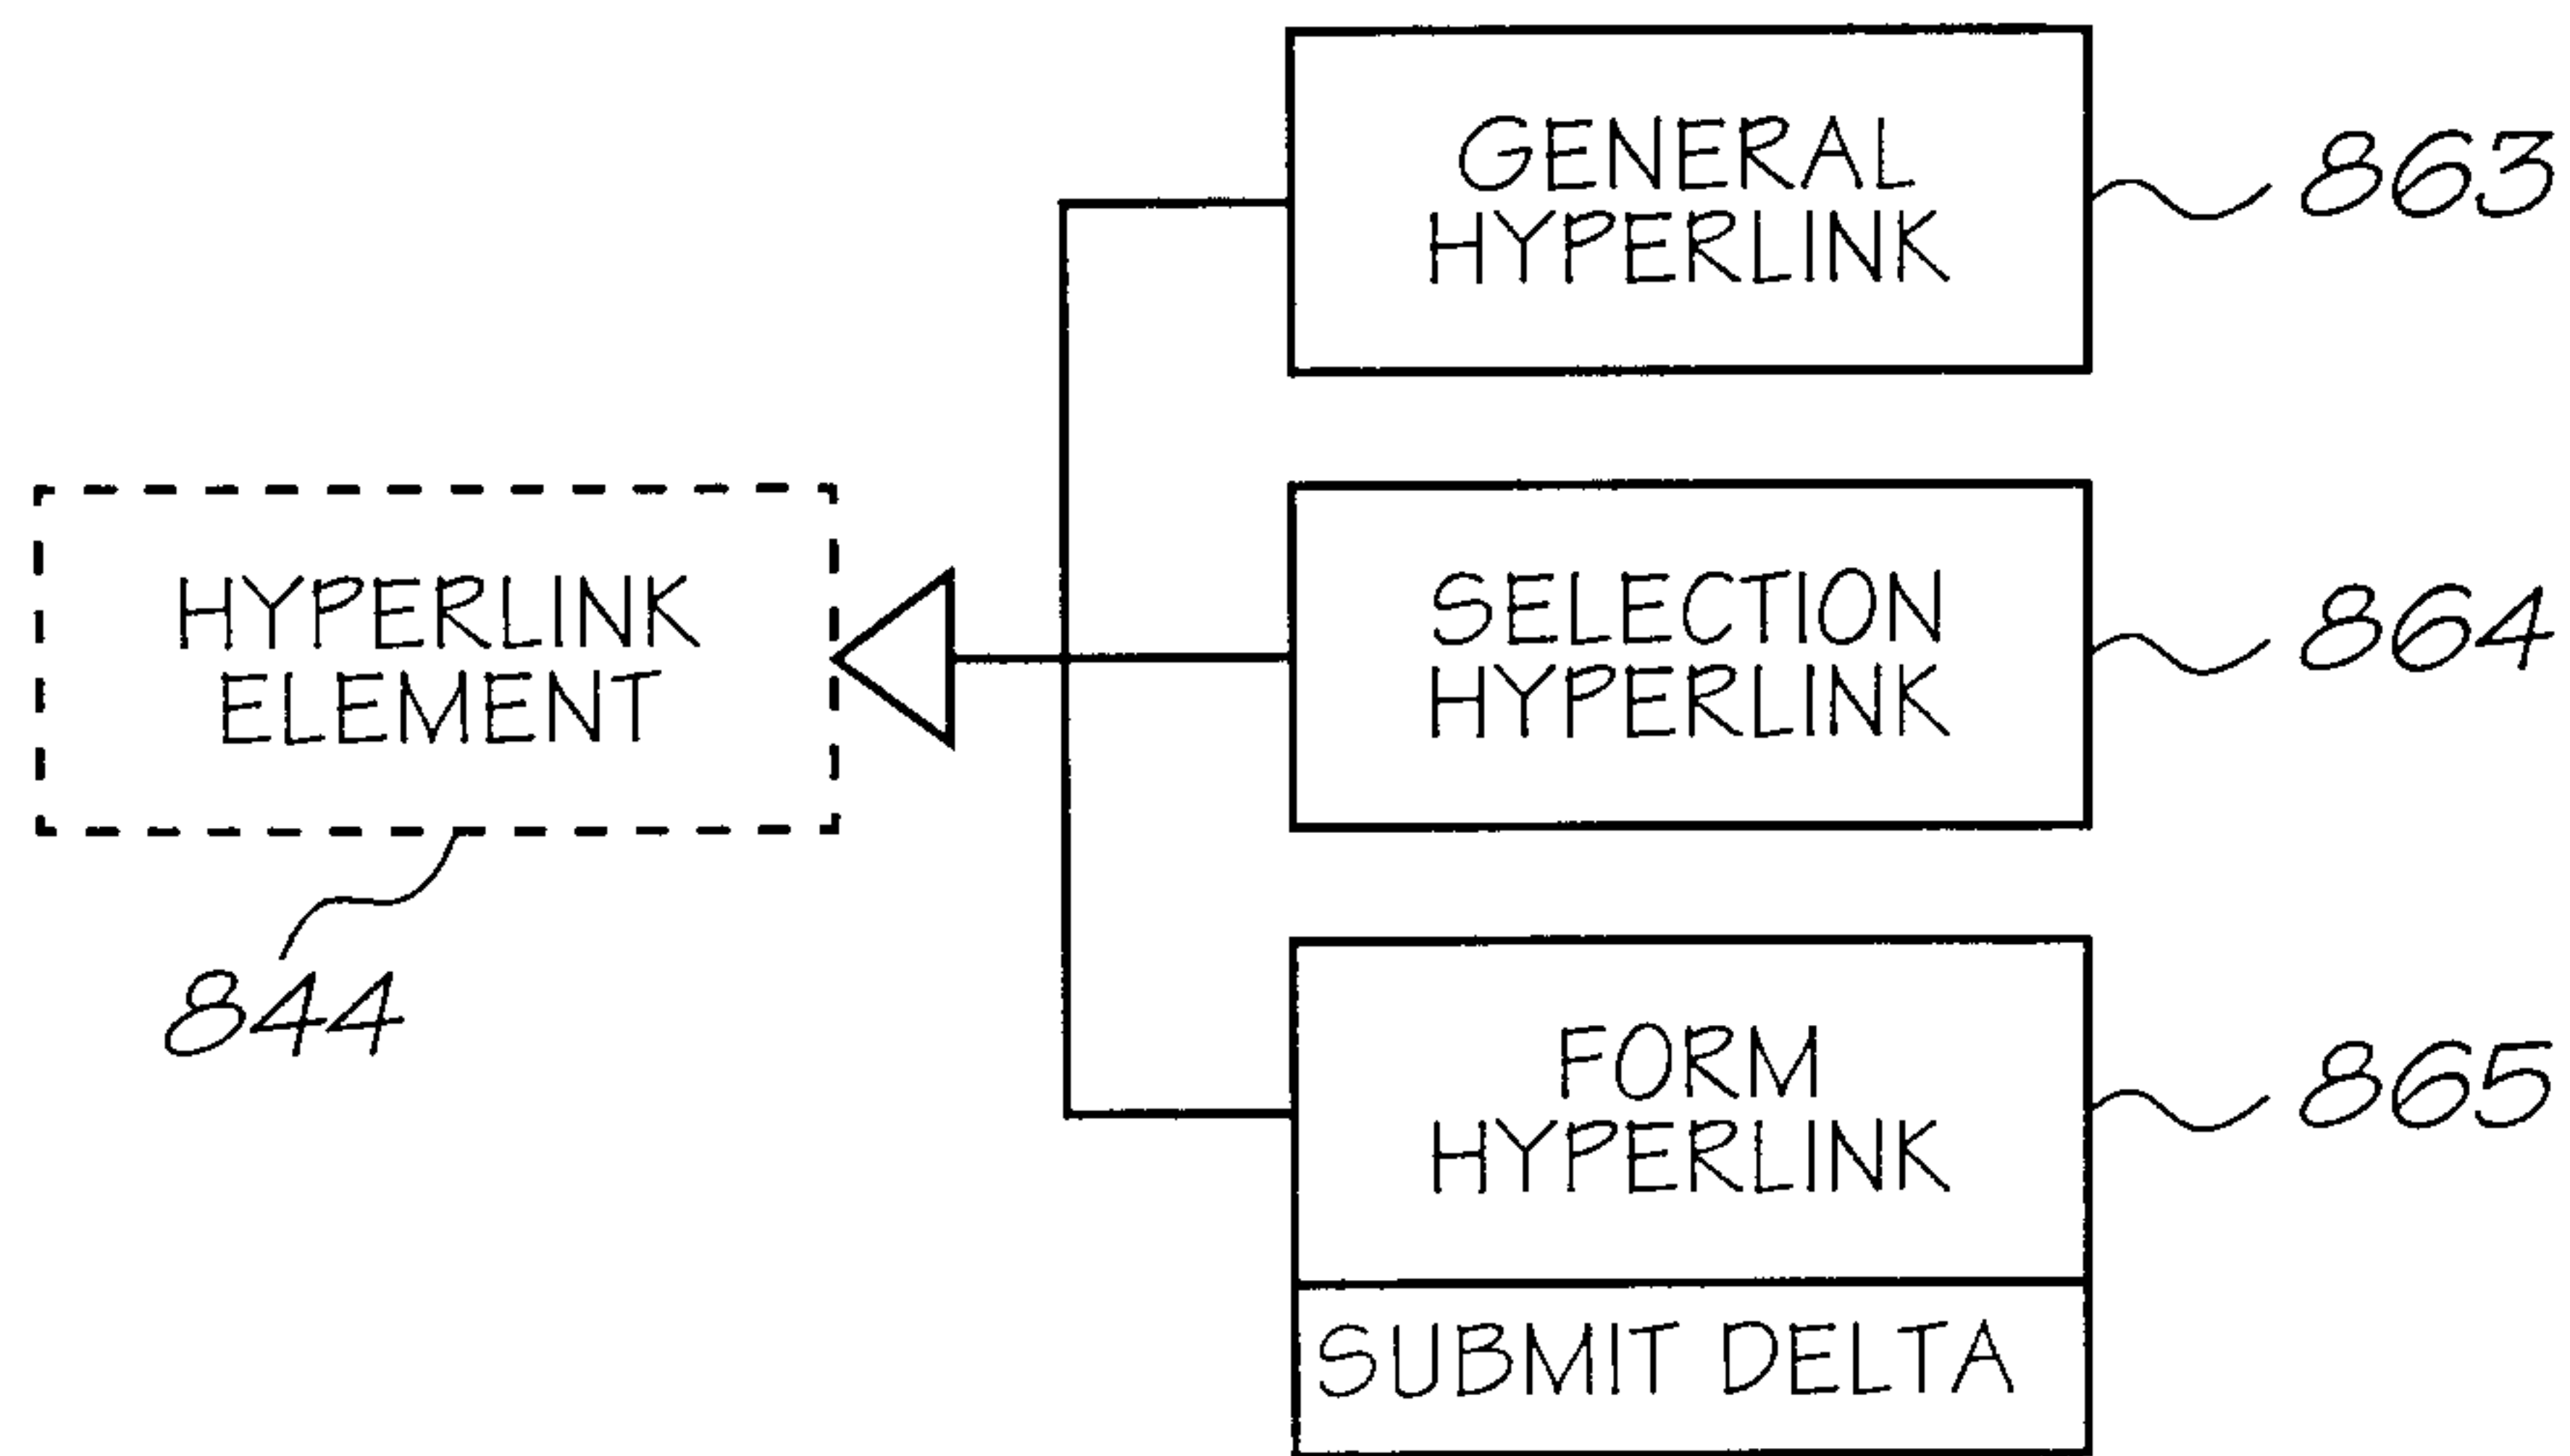 GENERAL
HYPERLINK
863
HYPERLINK
ELEMENT
844
SELECTION
HYPERLINK
864
FORM
HYPERLINK
865
SUBMIT DELTA